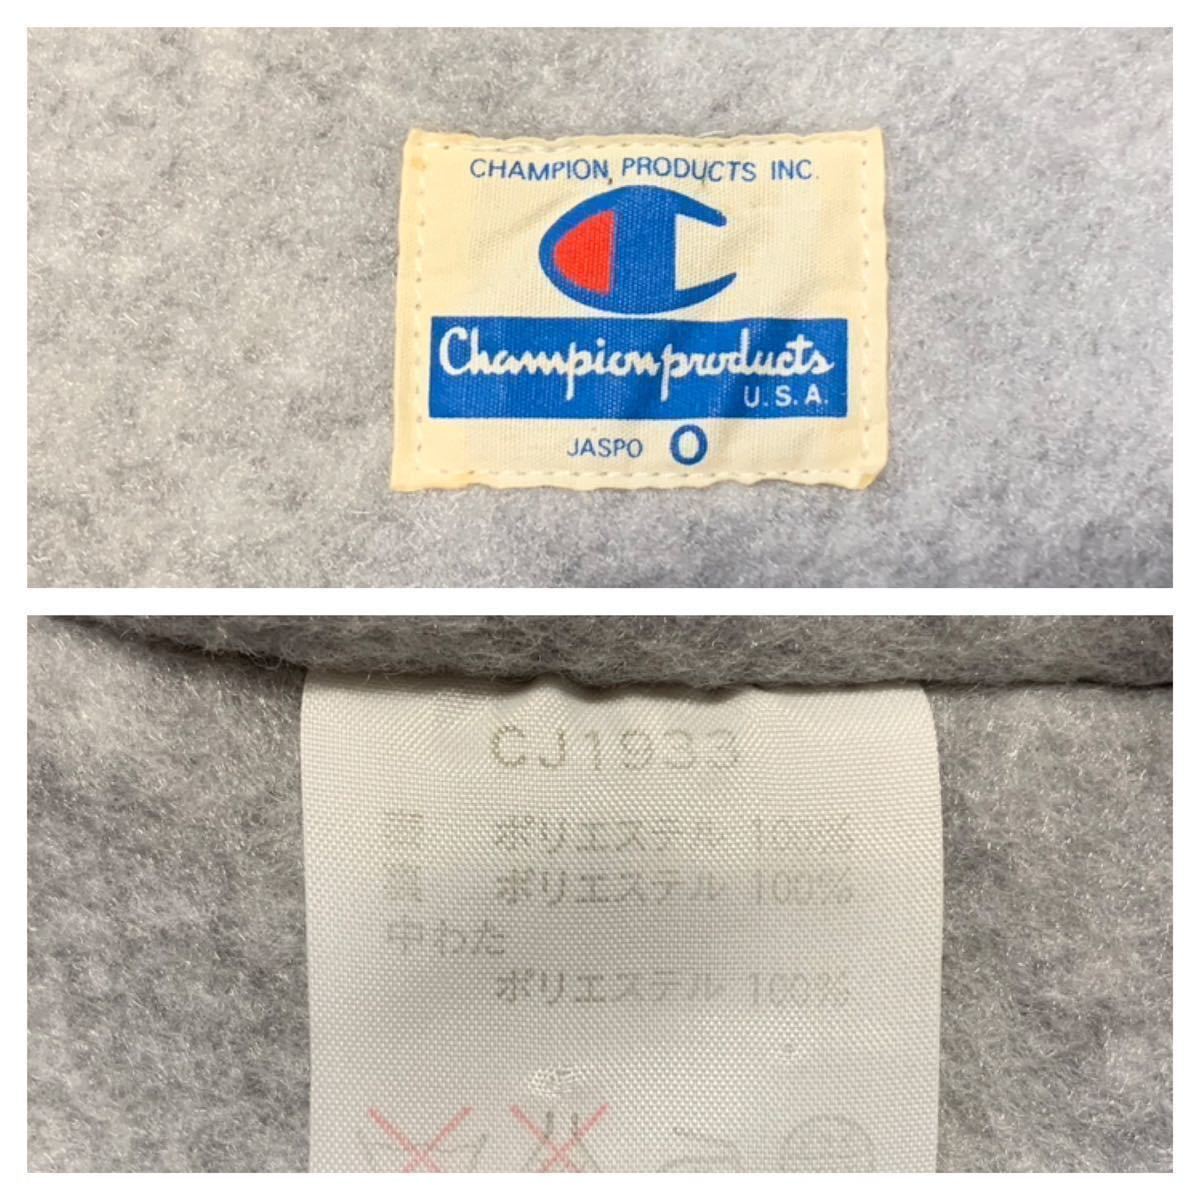 CHAMPION PRODUCTS INC.
Champion products
U.S.A.
JASPO O
CJ1933
表 ポリエステル 100%
裏 ポリエステル 100%
中わた
ポリエステル 100%